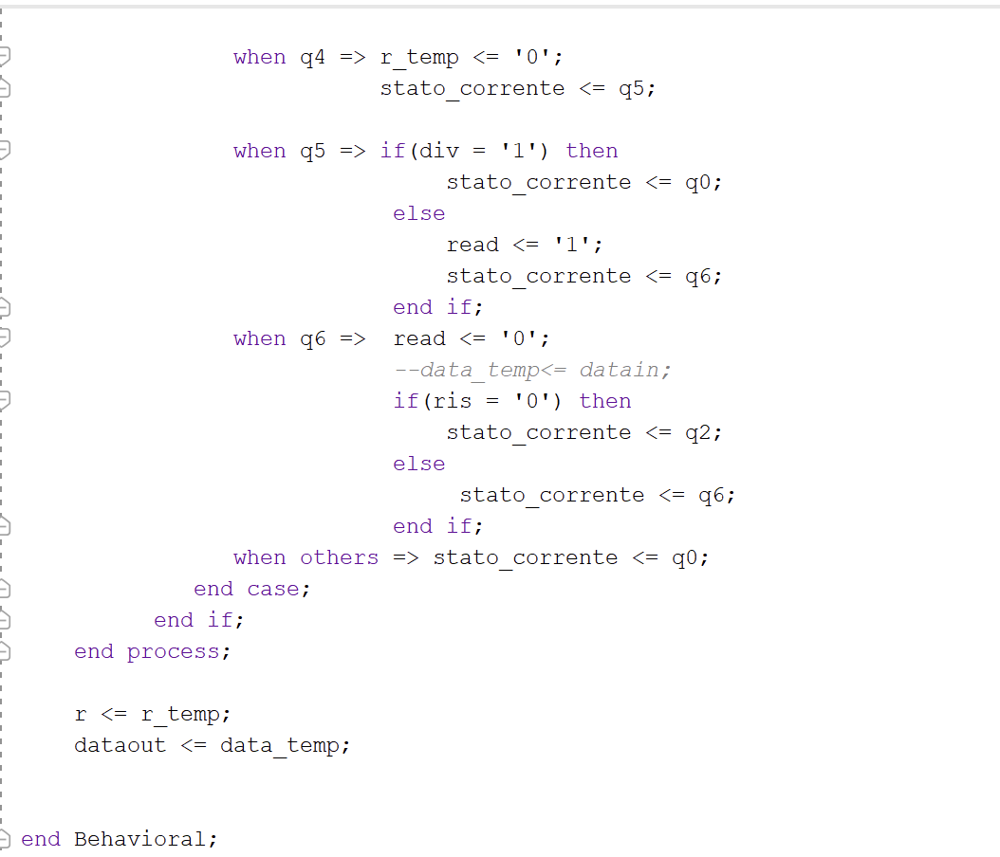 when q4 => r_temp <= '0';
stato_corrente <= q5;
when q5 => if(div = '1') then
stato_corrente <= q0;
else
read <= '1';
stato_corrente <= q6;
end if;
when q6 => read <= '0';
--data_temp<= datain;
if(ris = '0') then
stato_corrente <= q2;
else
stato_corrente <= q6;
end if;
when others => stato_corrente <= q0;
end case;
end if;
end process;
r <= r_temp;
dataout <= data_temp;
end Behavioral;